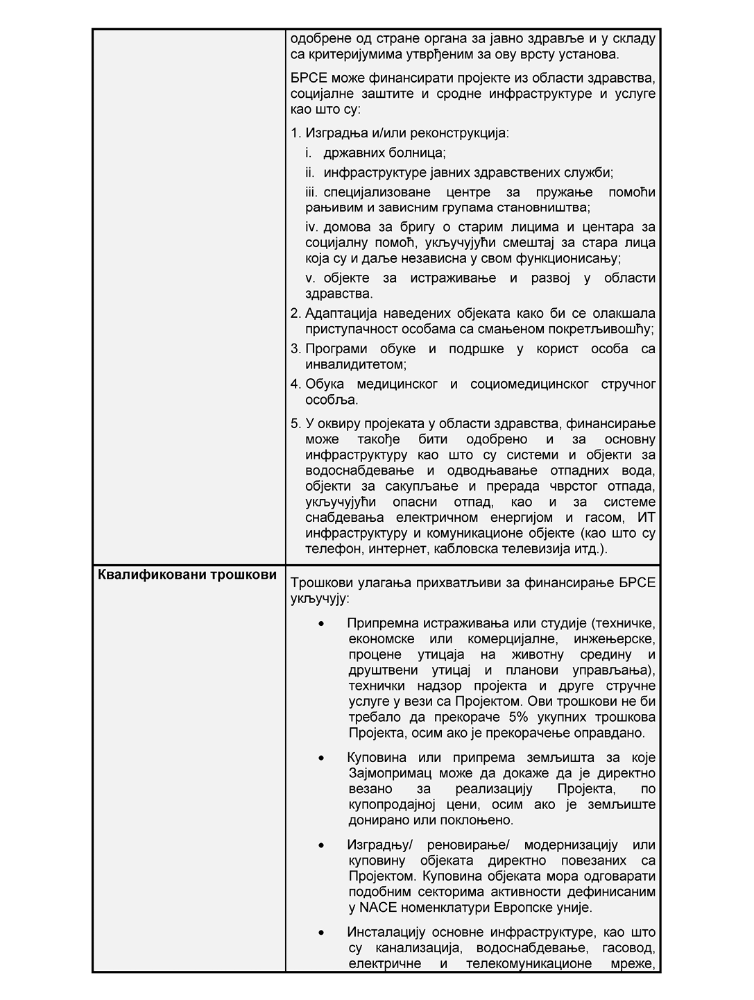 одобрене од стране органа за јавно здравље и у складу
са критеријумима утврђеним за ову врсту установа.
БРСЕ може финансирати пројекте из области здравства,
социјалне заштите и сродне инфраструктуре и услуге
као што су:
1. Изградња и/или реконструкција:
i. државних болница;
ii. инфраструктуре јавних здравствених служби;
iii. специјализоване центре за пружање помоћи
рањивим и зависним групама становништва;
iv. домова за бригу о старим лицима и центара за
социјалну помоћ, укључујући смештај за стара лица
која су и даље независна у свом функционисању;
v. објекте за истраживање и развој у области
здравства.
2. Адаптација наведених објеката како би се олакшала
приступачност особама са смањеном покретљивошћу;
3. Програми обуке и подршке у корист особа са
инвалидитетом;
4. Обука медицинског и социомедицинског стручног
особља.
5. У оквиру пројеката у области здравства, финансирање
може такође бити одобрено и за основну
инфраструктуру као што су системи и објекти за
водоснабдевање и одводњавање отпадних вода,
објекти за сакупљање и прерада чврстог отпада,
укључујући опасни отпад, као и за системе
снабдевања електричном енергијом и гасом, ИТ
инфраструктуру и комуникационе објекте (као што су
телефон, интернет, кабловска телевизија итд.).
Квалификовани трошкови
Трошкови улагања прихватљиви за финансирање БРСЕ
укључују:
• Припремна истраживања или студије (техничке,
економске или комерцијалне, инжењерске,
процене утицаја на животну средину и
друштвени утицај и планови управљања),
технички надзор пројекта и друге стручне
услуге у вези са Пројектом. Ови трошкови не би
требало да прекораче 5% укупних трошкова
Пројекта, осим ако је прекорачење оправдано.
• Куповина или припрема земљишта за које
Зајмопримац може да докаже да је директно
везано за реализацију Пројекта, по
купопродајној цени, осим ако је земљиште
донирано или поклоњено.
• Изградњу/ реновирање/ модернизацију или
куповину објеката директно повезаних са
Пројектом. Куповина објеката мора одговарати
подобним секторима активности дефинисаним
у NACE номенклатури Европске уније.
• Инсталацију основне инфраструктуре, као што
су канализација, водоснабдевање, гасовод,
електричне и телекомуникационе мреже,